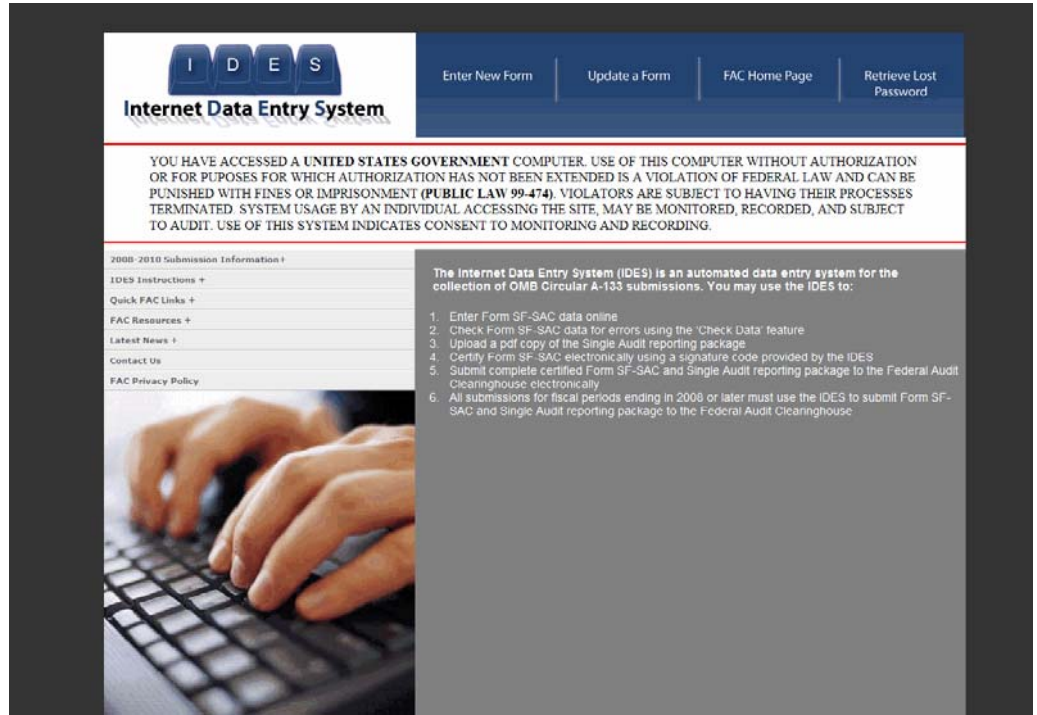 I D E S
Internet Data Entry System
Enter New Form
Update a Form
FAC Home Page
Retrieve Lost
Password
YOU HAVE ACCESSED A UNITED STATES GOVERNMENT COMPUTER. USE OF THIS COMPUTER WITHOUT AUTHORIZATION
OR FOR PUPOSES FOR WHICH AUTHORIZATION HAS NOT BEEN EXTENDED IS A VIOLATION OF FEDERAL LAW AND CAN BE
PUNISHED WITH FINES OR IMPRISONMENT (PUBLIC LAW 99-474). VIOLATORS ARE SUBJECT TO HAVING THEIR PROCESSES
TERMINATED. SYSTEM USAGE BY AN INDIVIDUAL ACCESSING THE SITE, MAY BE MONITORED, RECORDED, AND SUBJECT
TO AUDIT. USE OF THIS SYSTEM INDICATES CONSENT TO MONITORING AND RECORDING.
2008-2010 Submission Information+
IDES Instructions +
Quick FAC Links +
FAC Resources +
Latest News +
Contact Us
FAC Privacy Policy
The Internet Data Entry System (IDES) is an automated data entry system for the
collection of OMB Circular A-133 submissions. You may use the IDES to:
1. Enter Form SF-SAC data online
2. Check Form SF-SAC data for errors using the 'Check Data' feature
3. Upload a pdf copy of the Single Audit reporting package
4. Certify Form SF-SAC electronically using a signature code provided by the IDES
5. Submit complete certified Form SF-SAC and Single Audit reporting package to the Federal Audit
Clearinghouse electronically
6. All submissions for fiscal periods ending in 2008 or later must use the IDES to submit Form SF-
SAC and Single Audit reporting package to the Federal Audit Clearinghouse